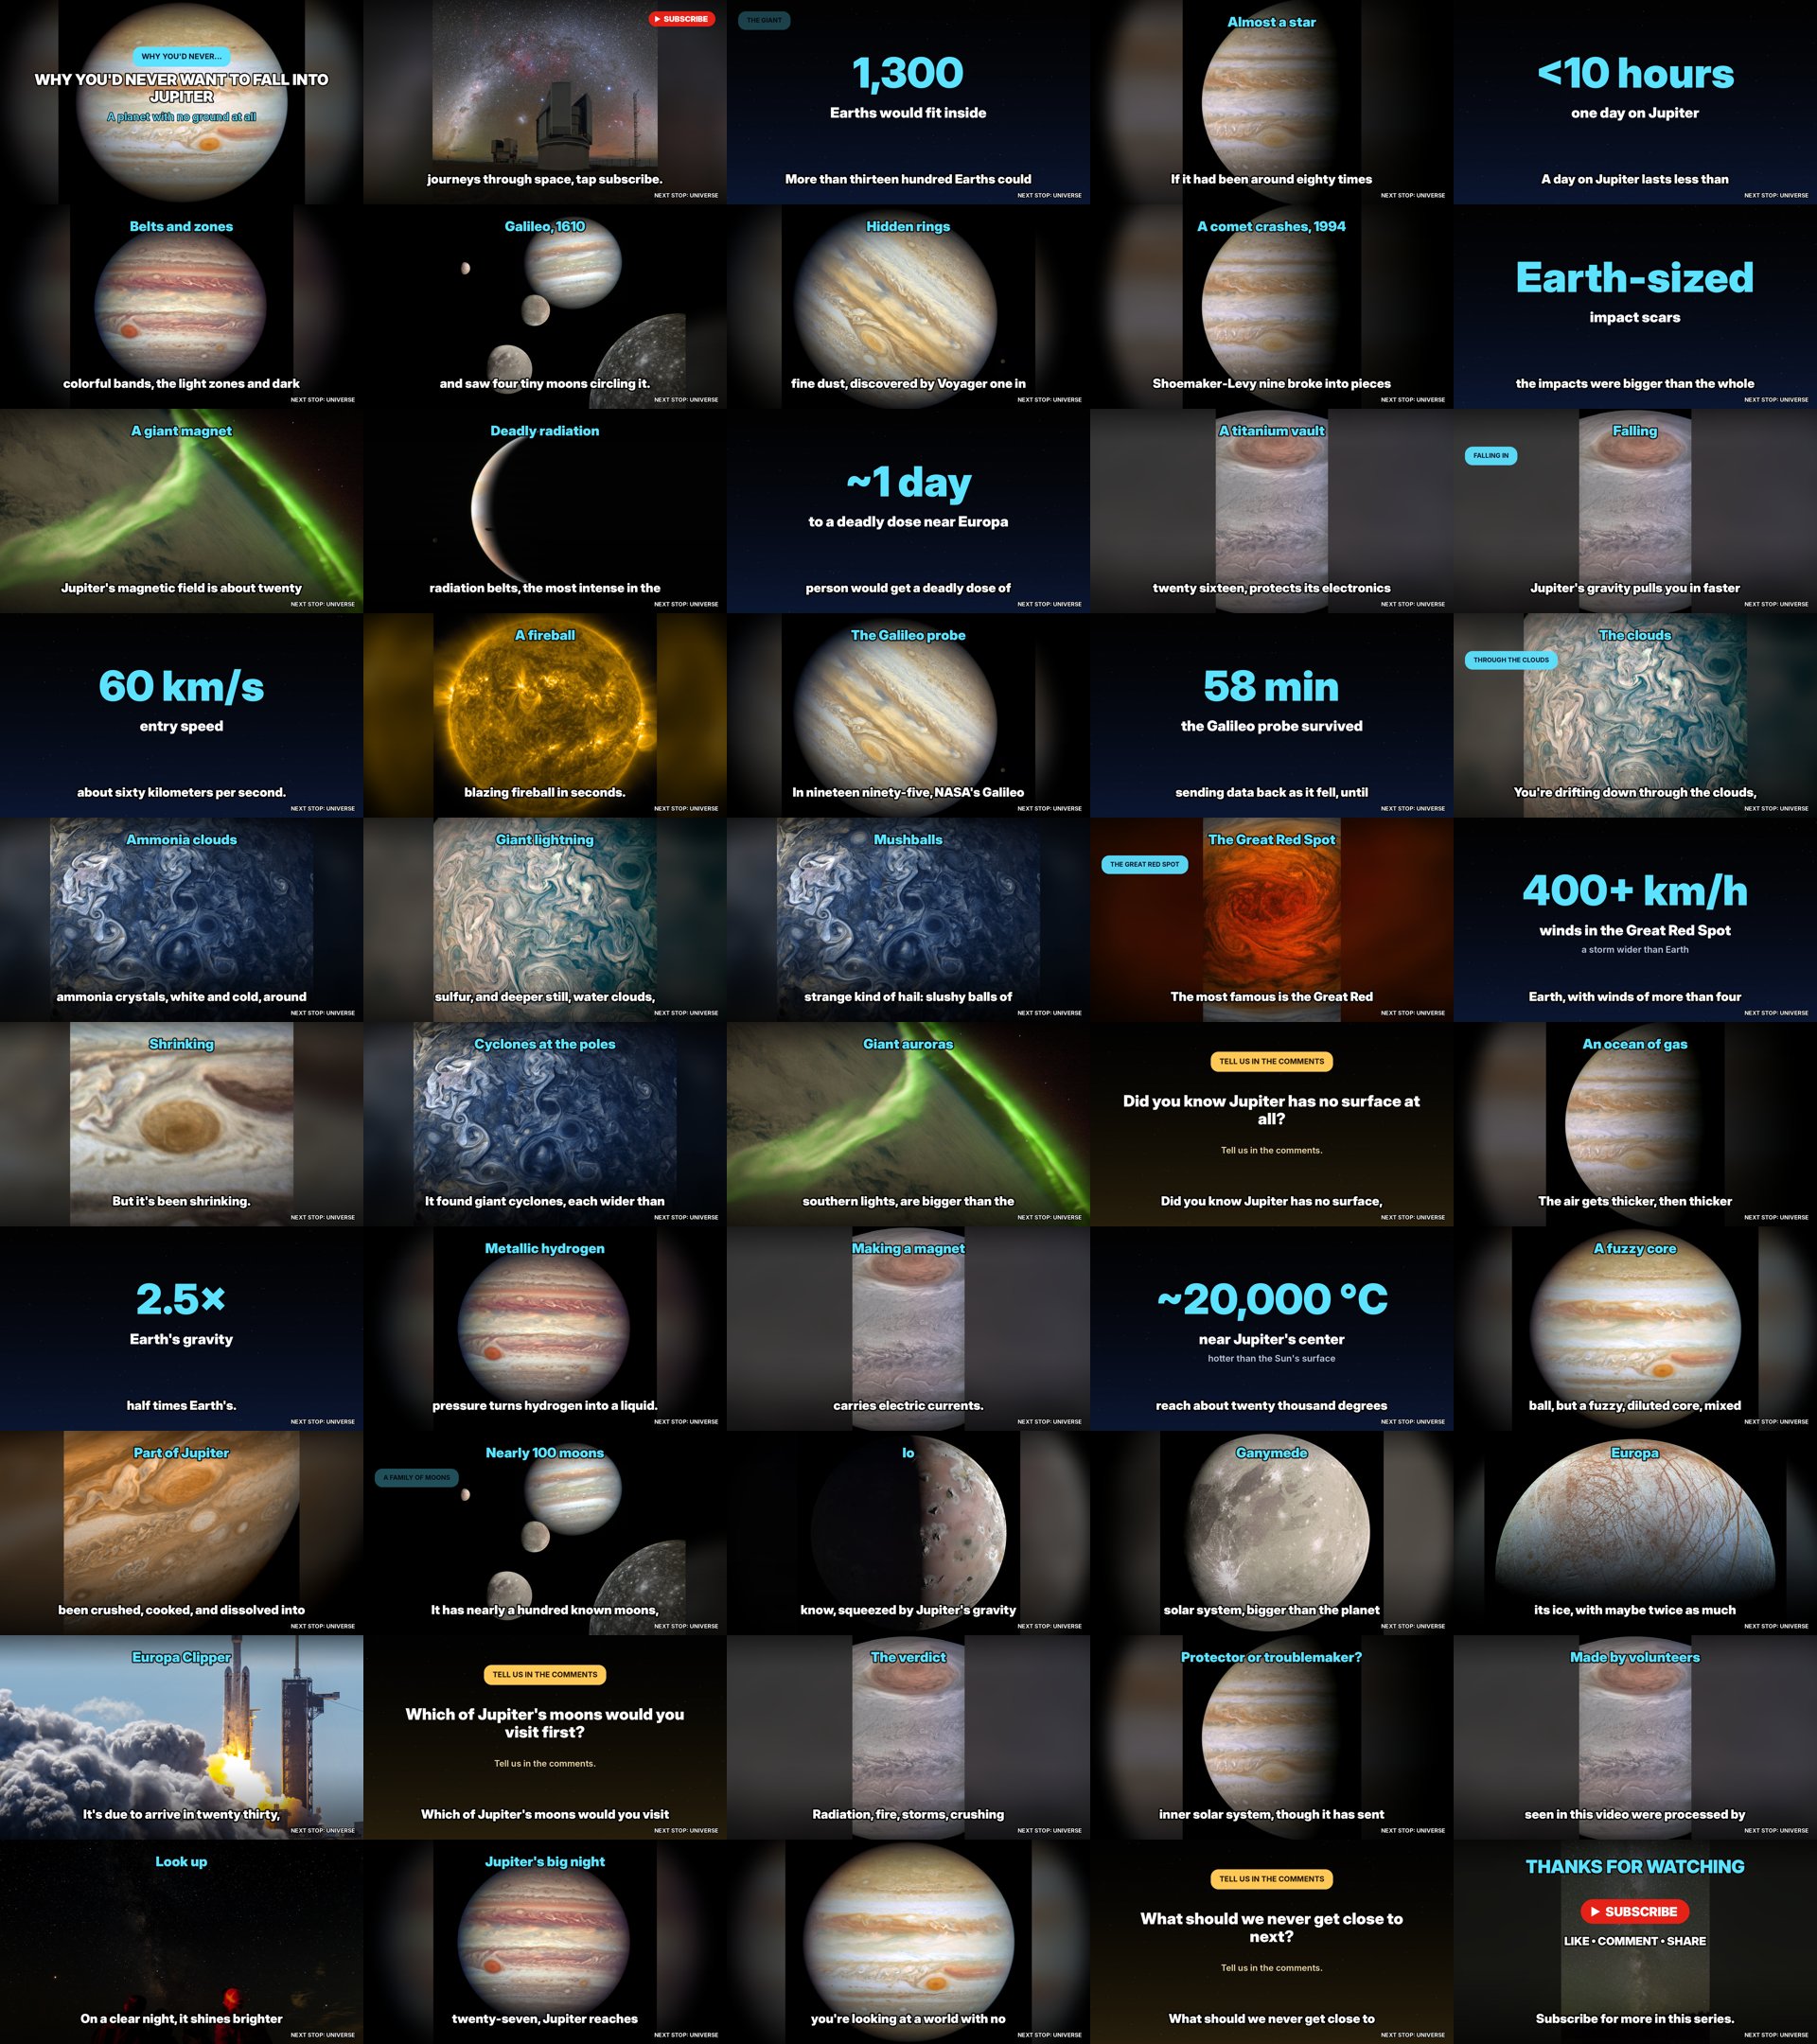 WHY YOU'D NEVER...
WHY YOU'D NEVER WANT TO FALL INTO
JUPITER
A planet with no ground at all
SUBSCRIBE
journeys through space, tap subscribe.
NEXT STOP: UNIVERSE
THE GIANT
1,300
Earths would fit inside
More than thirteen hundred Earths could
NEXT STOP: UNIVERSE
Almost a star
If it had been around eighty times
NEXT STOP: UNIVERSE
<10 hours
one day on Jupiter
A day on Jupiter lasts less than
NEXT STOP: UNIVERSE
Belts and zones
colorful bands, the light zones and dark
NEXT STOP: UNIVERSE
Galileo, 1610
and saw four tiny moons circling it.
NEXT STOP: UNIVERSE
Hidden rings
fine dust, discovered by Voyager one in
NEXT STOP: UNIVERSE
A comet crashes, 1994
Shoemaker-Levy nine broke into pieces
NEXT STOP: UNIVERSE
Earth-sized
impact scars
the impacts were bigger than the whole
NEXT STOP: UNIVERSE
A giant magnet
Jupiter's magnetic field is about twenty
NEXT STOP: UNIVERSE
Deadly radiation
radiation belts, the most intense in the
NEXT STOP: UNIVERSE
~1 day
to a deadly dose near Europa
person would get a deadly dose of
NEXT STOP: UNIVERSE
A titanium vault
twenty sixteen, protects its electronics
NEXT STOP: UNIVERSE
Falling
FALLING IN
Jupiter's gravity pulls you in faster
NEXT STOP: UNIVERSE
60 km/s
entry speed
about sixty kilometers per second.
NEXT STOP: UNIVERSE
A fireball
blazing fireball in seconds.
NEXT STOP: UNIVERSE
The Galileo probe
In nineteen ninety-five, NASA's Galileo
NEXT STOP: UNIVERSE
58 min
the Galileo probe survived
sending data back as it fell, until
NEXT STOP: UNIVERSE
The clouds
THROUGH THE CLOUDS
You're drifting down through the clouds,
NEXT STOP: UNIVERSE
Ammonia clouds
ammonia crystals, white and cold, around
NEXT STOP: UNIVERSE
Giant lightning
sulfur, and deeper still, water clouds,
NEXT STOP: UNIVERSE
Mushballs
strange kind of hail: slushy balls of
NEXT STOP: UNIVERSE
The Great Red Spot
THE GREAT RED SPOT
The most famous is the Great Red
NEXT STOP: UNIVERSE
400+ km/h
winds in the Great Red Spot
a storm wider than Earth
Earth, with winds of more than four
NEXT STOP: UNIVERSE
Shrinking
But it's been shrinking.
NEXT STOP: UNIVERSE
Cyclones at the poles
It found giant cyclones, each wider than
NEXT STOP: UNIVERSE
Giant auroras
southern lights, are bigger than the
NEXT STOP: UNIVERSE
TELL US IN THE COMMENTS
Did you know Jupiter has no surface at
all?
Tell us in the comments.
Did you know Jupiter has no surface,
NEXT STOP: UNIVERSE
An ocean of gas
The air gets thicker, then thicker
NEXT STOP: UNIVERSE
2.5×
Earth's gravity
half times Earth's.
NEXT STOP: UNIVERSE
Metallic hydrogen
pressure turns hydrogen into a liquid.
NEXT STOP: UNIVERSE
Making a magnet
carries electric currents.
NEXT STOP: UNIVERSE
~20,000 °C
near Jupiter's center
hotter than the Sun's surface
reach about twenty thousand degrees
NEXT STOP: UNIVERSE
A fuzzy core
ball, but a fuzzy, diluted core, mixed
NEXT STOP: UNIVERSE
Part of Jupiter
been crushed, cooked, and dissolved into
NEXT STOP: UNIVERSE
Nearly 100 moons
A FAMILY OF MOONS
It has nearly a hundred known moons,
NEXT STOP: UNIVERSE
Io
know, squeezed by Jupiter's gravity
NEXT STOP: UNIVERSE
Ganymede
solar system, bigger than the planet
NEXT STOP: UNIVERSE
Europa
its ice, with maybe twice as much
NEXT STOP: UNIVERSE
Europa Clipper
It's due to arrive in twenty thirty,
NEXT STOP: UNIVERSE
TELL US IN THE COMMENTS
Which of Jupiter's moons would you
visit first?
Tell us in the comments.
Which of Jupiter's moons would you visit
NEXT STOP: UNIVERSE
The verdict
Radiation, fire, storms, crushing
NEXT STOP: UNIVERSE
Protector or troublemaker?
inner solar system, though it has sent
NEXT STOP: UNIVERSE
Made by volunteers
seen in this video were processed by
NEXT STOP: UNIVERSE
Look up
On a clear night, it shines brighter
NEXT STOP: UNIVERSE
Jupiter's big night
twenty-seven, Jupiter reaches
NEXT STOP: UNIVERSE
you're looking at a world with no
NEXT STOP: UNIVERSE
TELL US IN THE COMMENTS
What should we never get close to
next?
Tell us in the comments.
What should we never get close to
NEXT STOP: UNIVERSE
THANKS FOR WATCHING
SUBSCRIBE
LIKE • COMMENT • SHARE
Subscribe for more in this series.
NEXT STOP: UNIVERSE